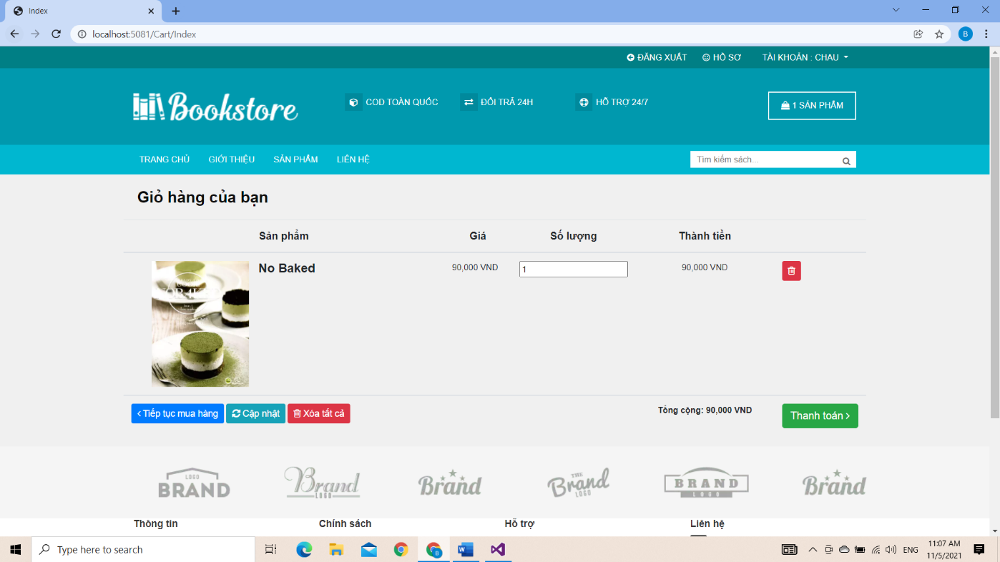 Index
localhost:5081/Cart/Index
B
ĐĂNG XUẤT HỒ SƠ TÀI KHOẢN : CHAU
Bookstore
COD TOÀN QUỐC ĐỔI TRẢ 24H HỖ TRỢ 24/7
1 SẢN PHẨM
TRANG CHỦ GIỚI THIỆU SẢN PHẨM LIÊN HỆ
Tìm kiếm sách...
Giỏ hàng của bạn
Sản phẩm Giá Số lượng Thành tiền
No Baked 90,000 VND 1 90,000 VND
Tiếp tục mua hàng Cập nhật Xóa tất cả Tổng cộng: 90,000 VND Thanh toán
LOGO BRAND
Brand LOGO
Brand
THE Brand LOGO
BRAND LOGO
Brand
Thông tin Chính sách Hỗ trợ Liên hệ
Type here to search
B
W
ENG
11:07 AM
11/5/2021